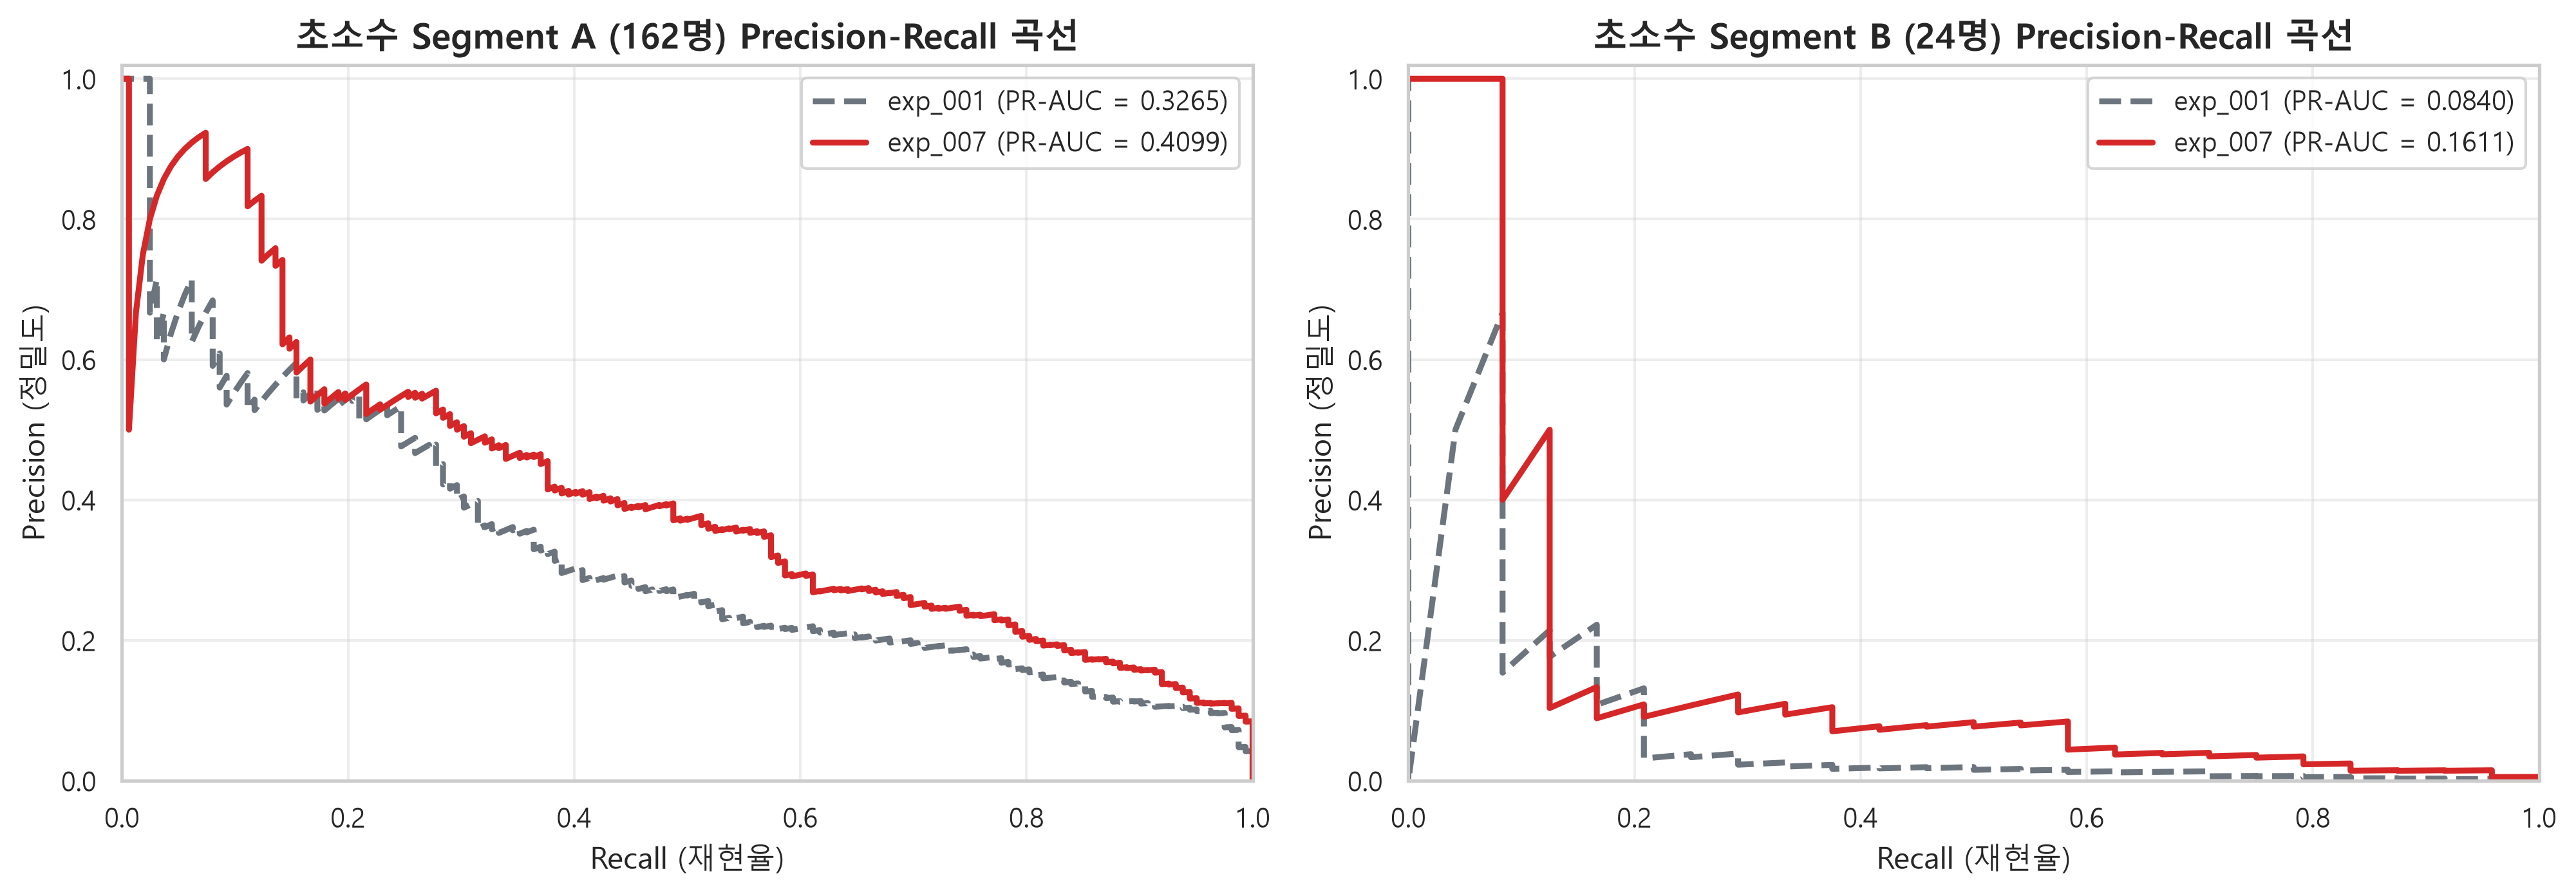 초소수 Segment A (162명) Precision-Recall 곡선
exp_001 (PR-AUC = 0.3265)
exp_007 (PR-AUC = 0.4099)
Precision (정밀도)
1.0
0.8
0.6
0.4
0.2
0.0
0.0 0.2 0.4 0.6 0.8 1.0
Recall (재현율)
초소수 Segment B (24명) Precision-Recall 곡선
exp_001 (PR-AUC = 0.0840)
exp_007 (PR-AUC = 0.1611)
Precision (정밀도)
1.0
0.8
0.6
0.4
0.2
0.0
0.0 0.2 0.4 0.6 0.8 1.0
Recall (재현율)